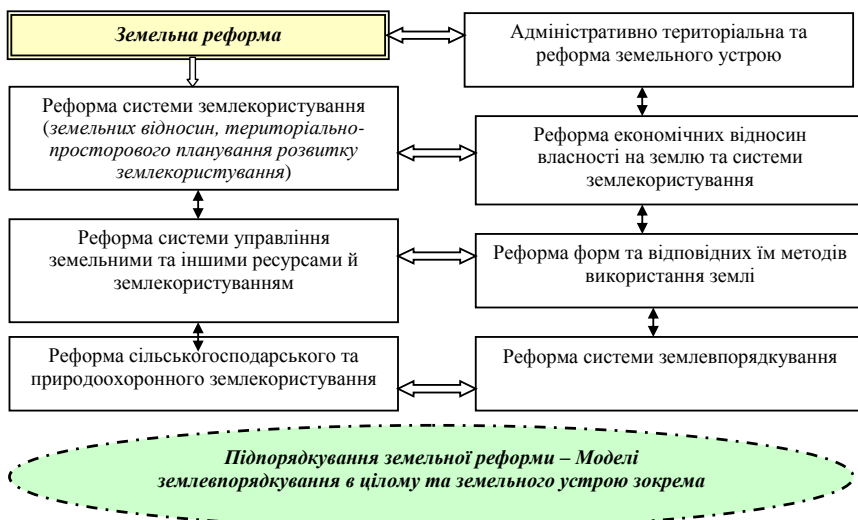 Земельна реформа
Адміністративно територіальна та
реформа земельного устрою
Реформа системи землекористування
(земельних відносин, територіально-
просторового планування розвитку
землекористування)
Реформа економічних відносин
власності на землю та системи
землекористування
Реформа системи управління
земельними та іншими ресурсами й
землекористуванням
Реформа форм та відповідних їм методів
використання землі
Реформа сільськогосподарського та
природоохоронного землекористування
Реформа системи землевпорядкування
Підпорядкування земельної реформи – Моделі
землевпорядкування в цілому та земельного устрою зокрема